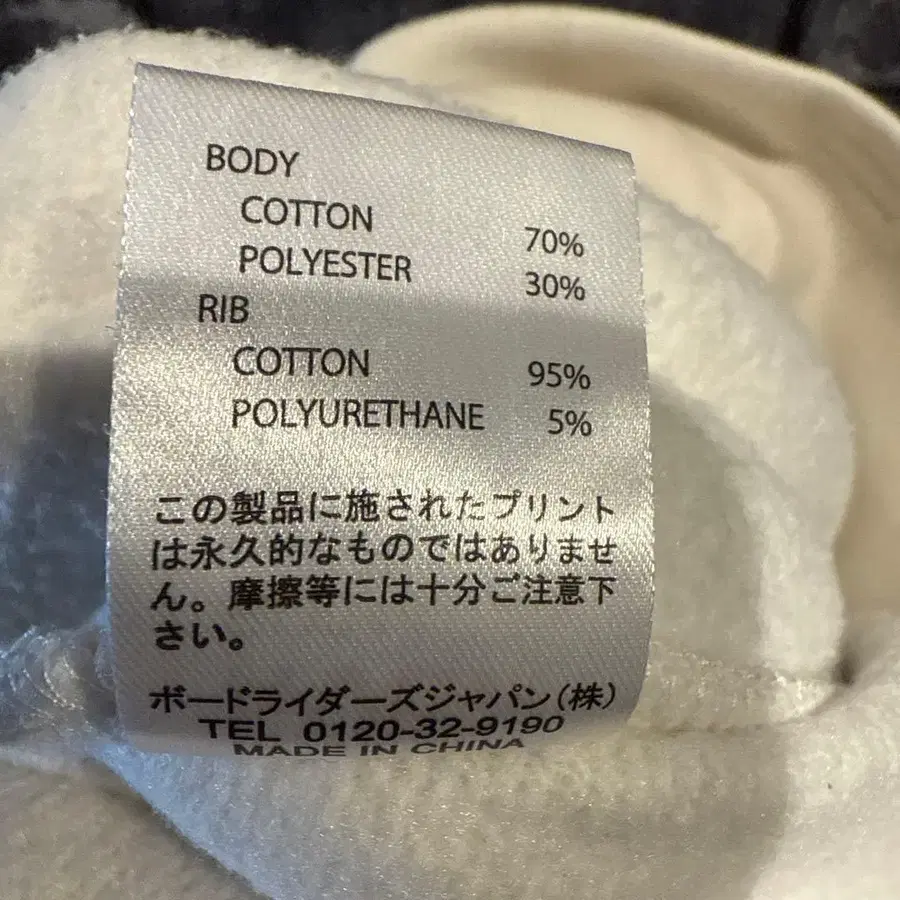 BODY
COTTON 70%
POLYESTER 30%
RIB
COTTON 95%
POLYURETHANE 5%
この製品に施されたプリント
は永久的なものではありませ
ん。摩擦等には十分ご注意下
さい。
ボードライダーズジャパン(株)
TEL 0120-32-9190
MADE IN CHINA